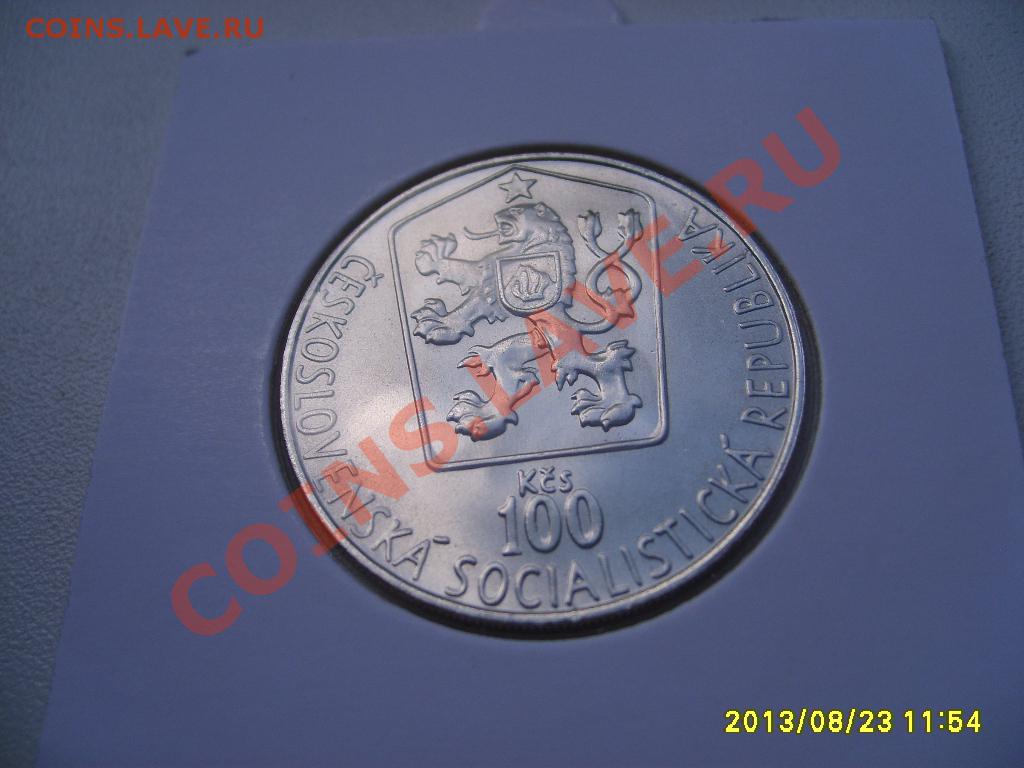 COINS.LAVE.RU
COINS.LAVE.RU
ČESKOSLOVENSKÁ SOCIALISTICKÁ REPUBLIKA
Kčs
100
2013/08/23 11:54